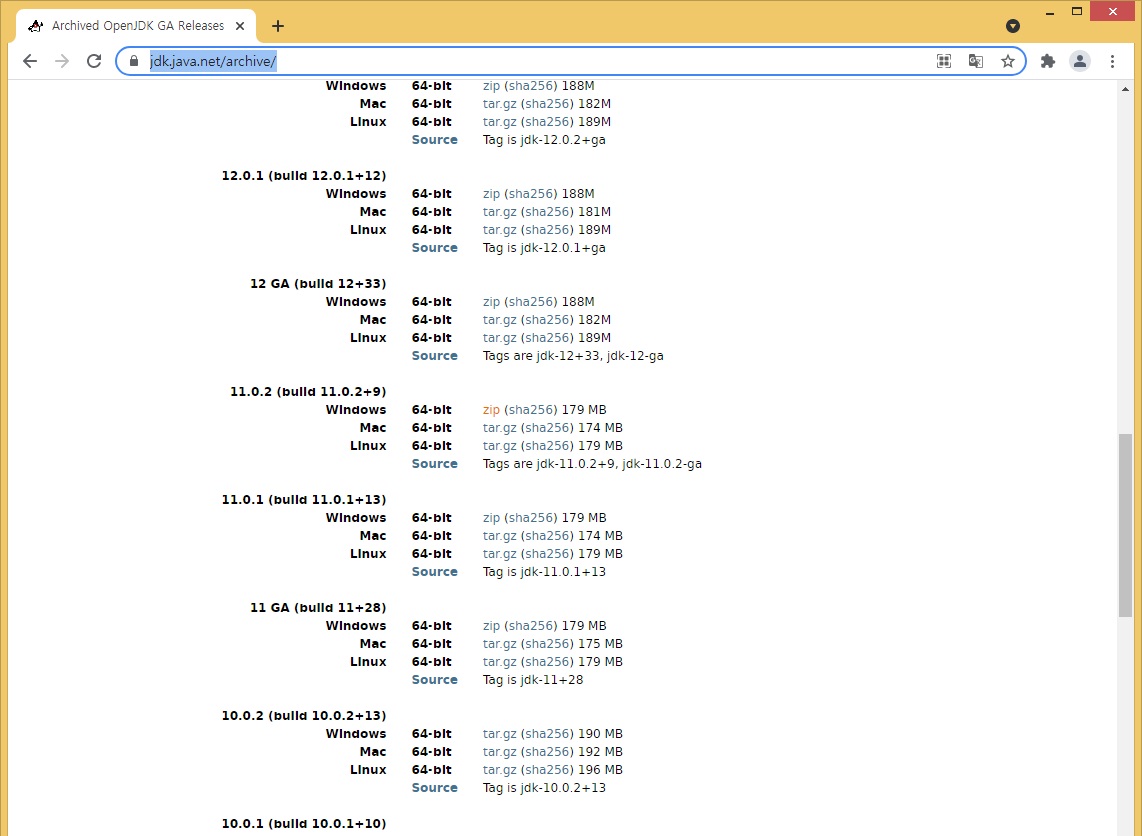 Archived OpenJDK GA Releases
jdk.java.net/archive/
Windows 64-bit zip (sha256) 188M
Mac 64-bit tar.gz (sha256) 182M
Linux 64-bit tar.gz (sha256) 189M
Source Tag is jdk-12.0.2+ga
12.0.1 (build 12.0.1+12)
Windows 64-bit zip (sha256) 188M
Mac 64-bit tar.gz (sha256) 181M
Linux 64-bit tar.gz (sha256) 189M
Source Tag is jdk-12.0.1+ga
12 GA (build 12+33)
Windows 64-bit zip (sha256) 188M
Mac 64-bit tar.gz (sha256) 182M
Linux 64-bit tar.gz (sha256) 189M
Source Tags are jdk-12+33, jdk-12-ga
11.0.2 (build 11.0.2+9)
Windows 64-bit zip (sha256) 179 MB
Mac 64-bit tar.gz (sha256) 174 MB
Linux 64-bit tar.gz (sha256) 179 MB
Source Tags are jdk-11.0.2+9, jdk-11.0.2-ga
11.0.1 (build 11.0.1+13)
Windows 64-bit zip (sha256) 179 MB
Mac 64-bit tar.gz (sha256) 174 MB
Linux 64-bit tar.gz (sha256) 179 MB
Source Tag is jdk-11.0.1+13
11 GA (build 11+28)
Windows 64-bit zip (sha256) 179 MB
Mac 64-bit tar.gz (sha256) 175 MB
Linux 64-bit tar.gz (sha256) 179 MB
Source Tag is jdk-11+28
10.0.2 (build 10.0.2+13)
Windows 64-bit tar.gz (sha256) 190 MB
Mac 64-bit tar.gz (sha256) 192 MB
Linux 64-bit tar.gz (sha256) 196 MB
Source Tag is jdk-10.0.2+13
10.0.1 (build 10.0.1+10)